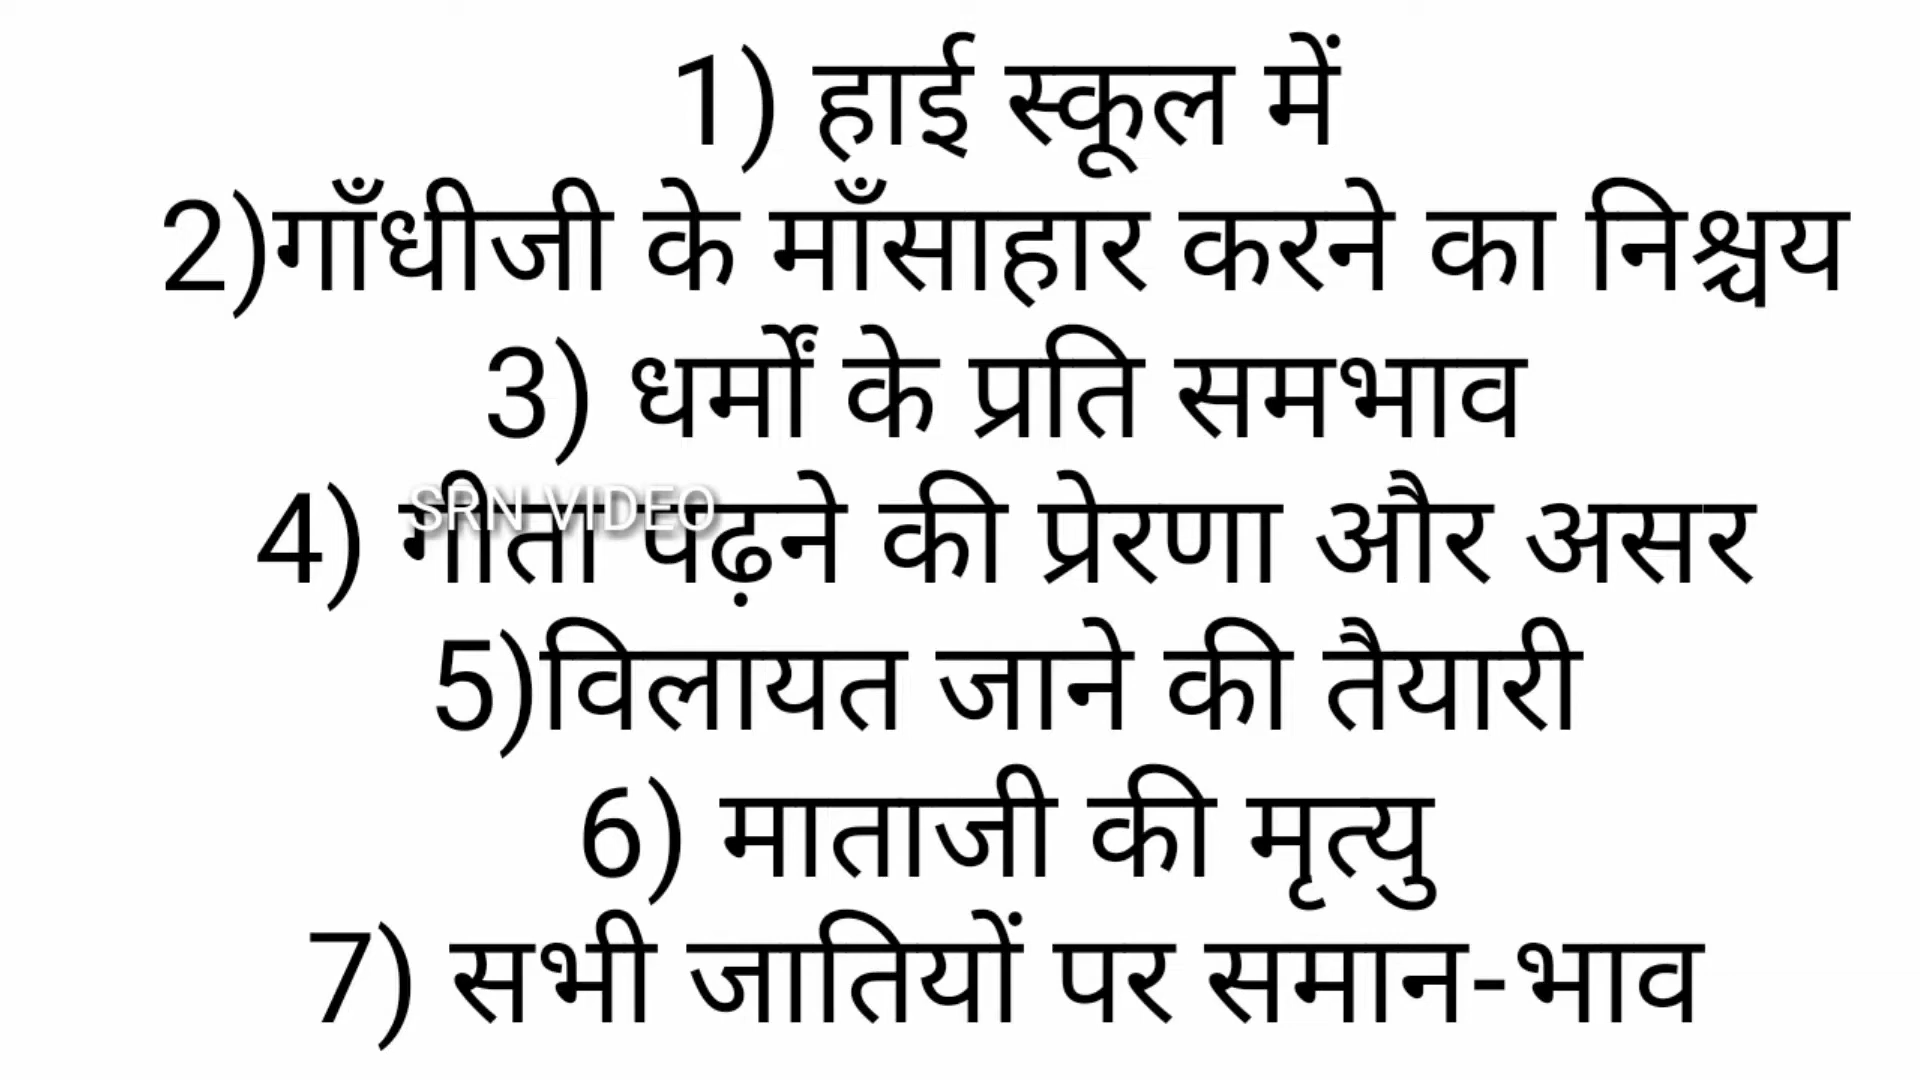 1) हाई स्कूल में
2)गाँधीजी के माँसाहार करने का निश्चय
3) धर्मों के प्रति समभाव
4) गीता पढ़ने की प्रेरणा और असर
SRN VIDEO
5)विलायत जाने की तैयारी
6) माताजी की मृत्यु
7) सभी जातियों पर समान-भाव